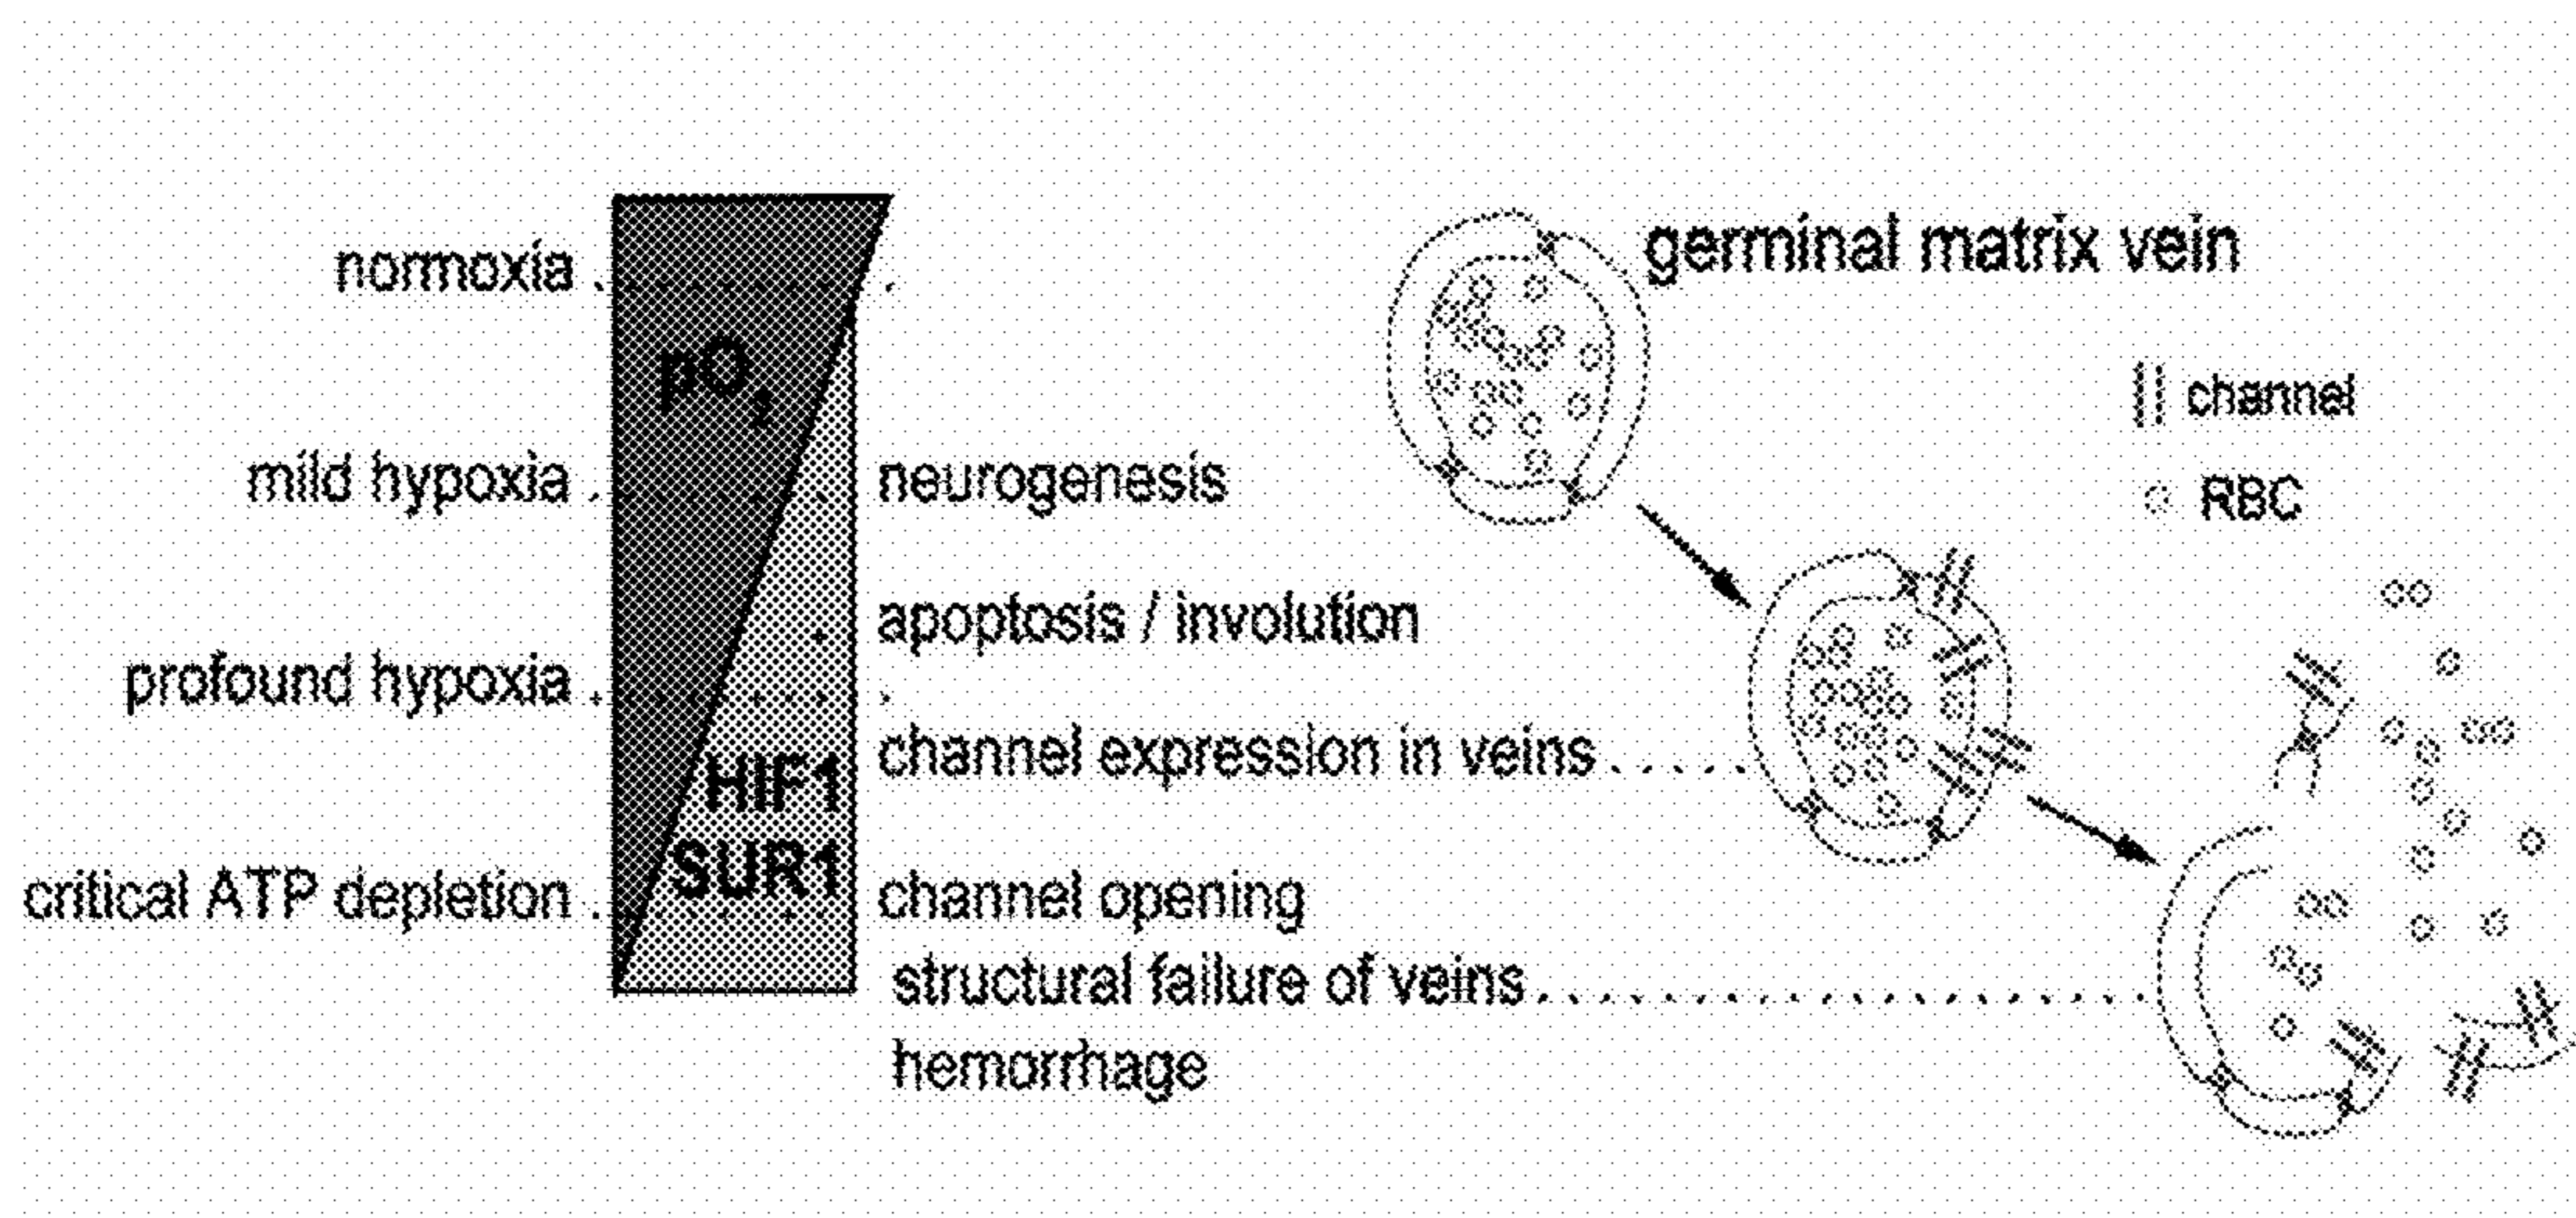 normoxia
pO2
mild hypoxia
profound hypoxia
critical ATP depletion
HIF1
SUR1
neurogenesis
apoptosis / involution
channel expression in veins
channel opening
structural failure of veins
hemorrhage
germinal matrix vein
channel
RBC